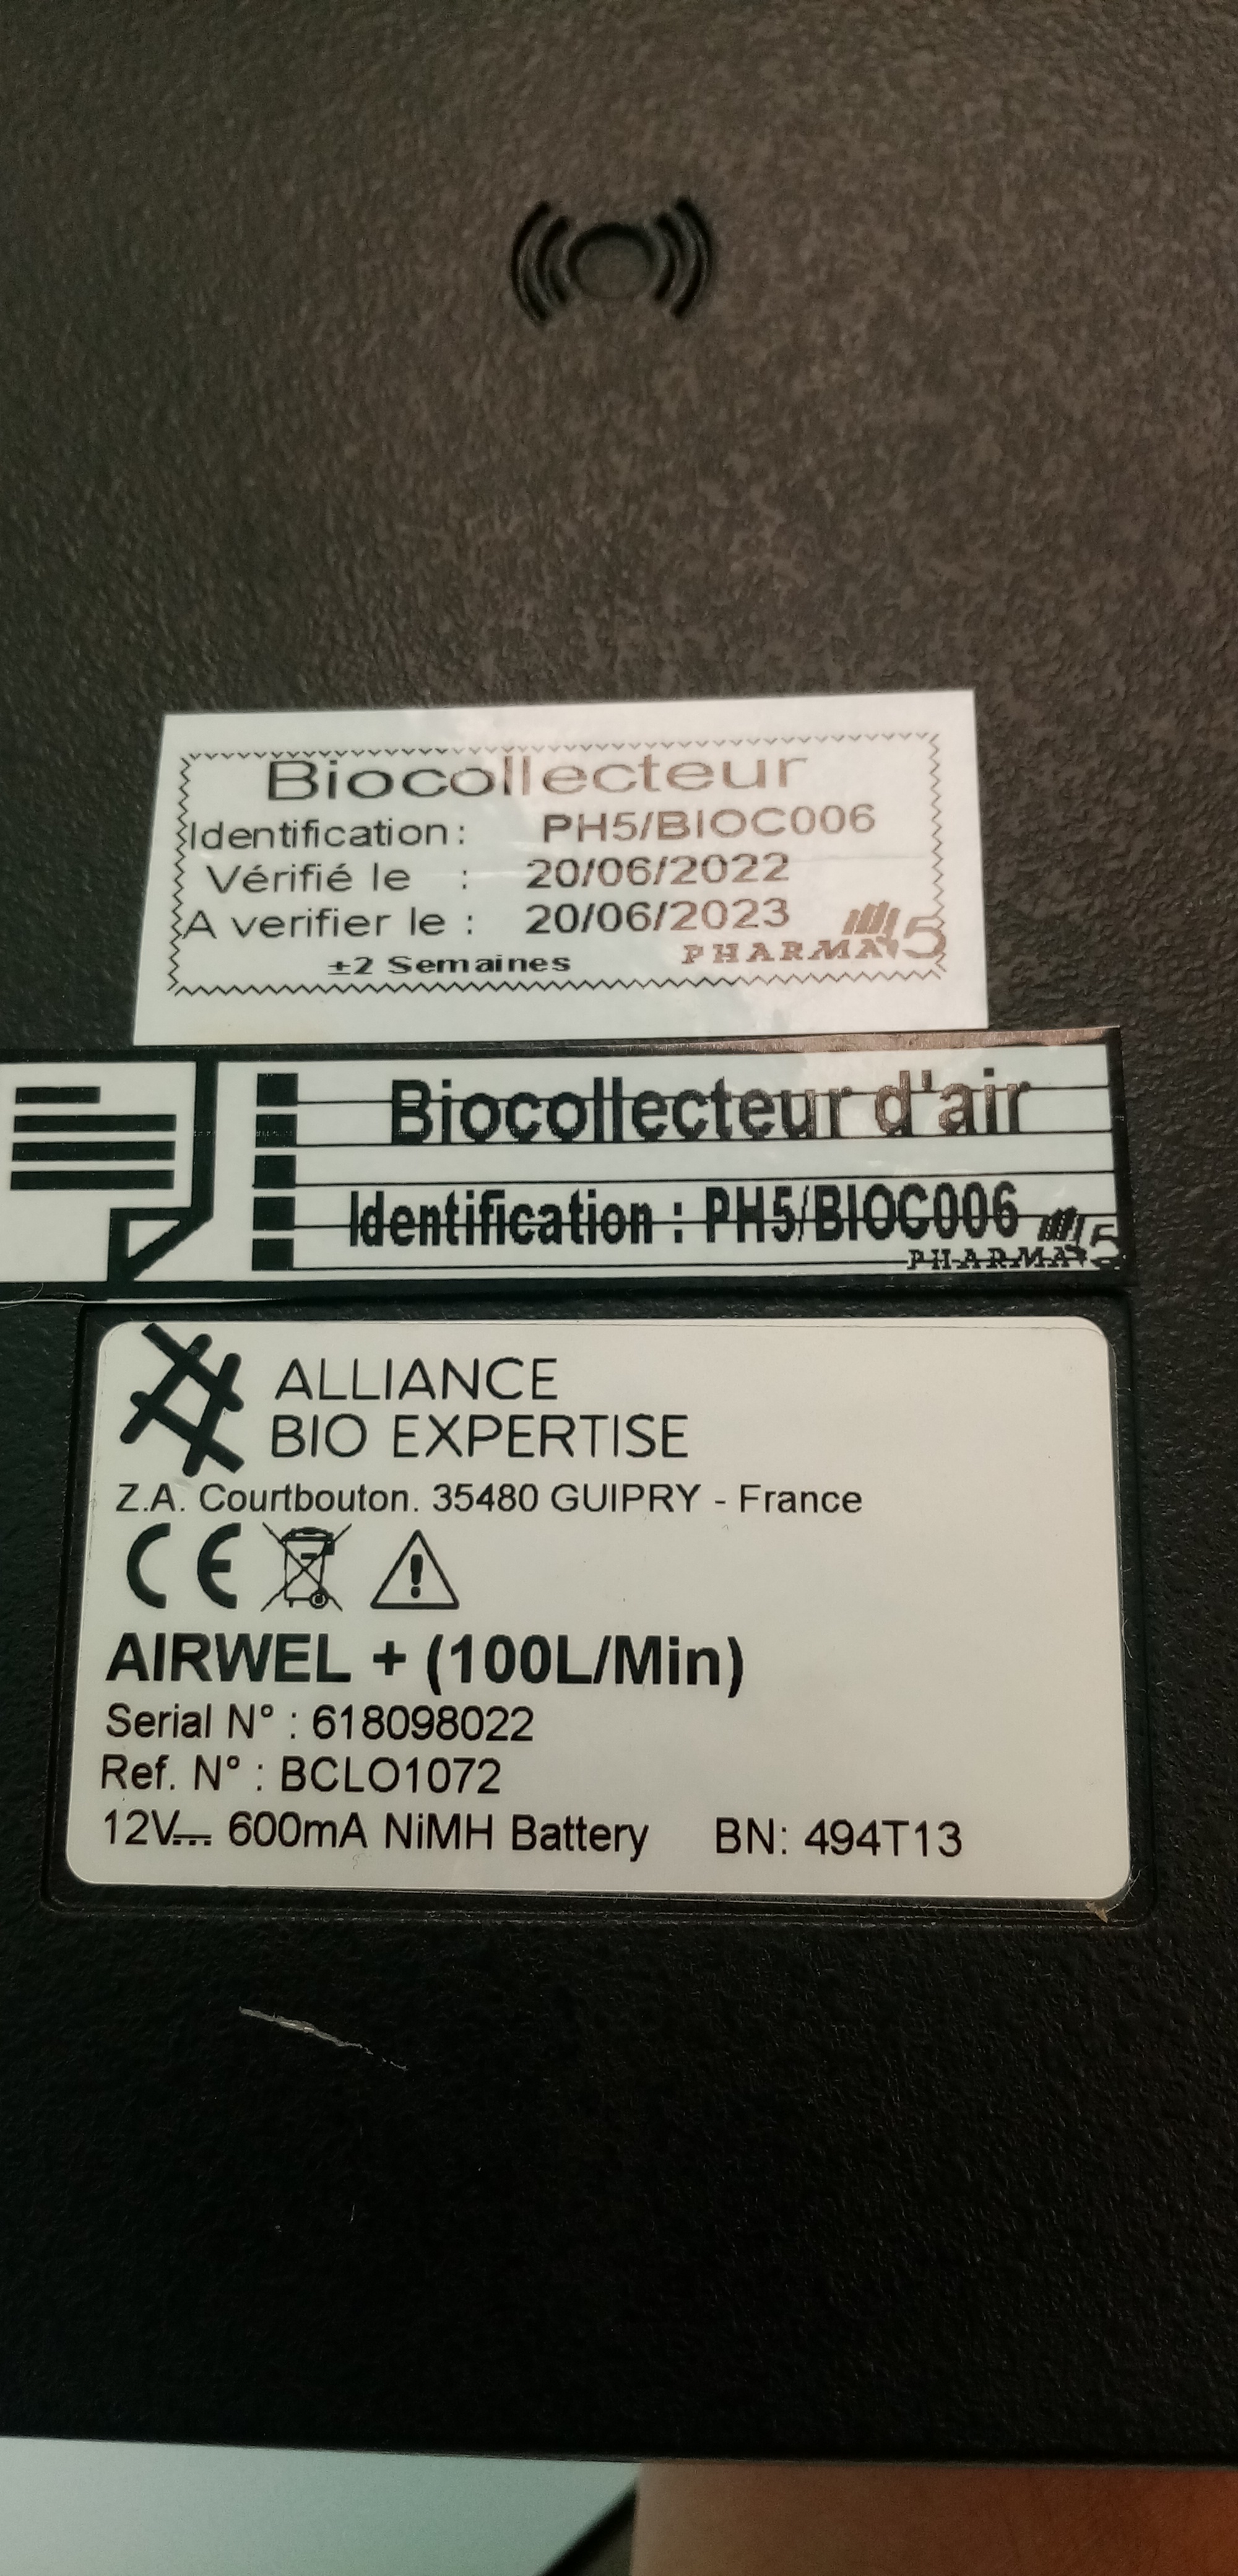 Biocollecteur
Identification: PH5/BIOC006
Vérifié le : 20/06/2022
A verifier le : 20/06/2023
±2 Semaines
PHARMA 5
Biocollecteur d'air
Identification : PH5/BIOC006
PHARMA 5
ALLIANCE
BIO EXPERTISE
Z.A. Courtbouton. 35480 GUIPRY - France
CE
AIRWEL + (100L/Min)
Serial N° : 618098022
Ref. N° : BCLO1072
12V⎓ 600mA NiMH Battery BN: 494T13